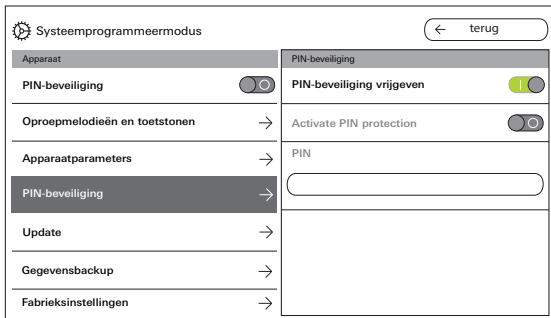 Systeemprogrammeermodus
← terug
Apparaat
PIN-beveiliging
Oproepmelodieën en toetstonen
Apparaatparameters
PIN-beveiliging
Update
Gegevensbackup
Fabrieksinstellingen
PIN-beveiliging
PIN-beveiliging vrijgeven
Activate PIN protection
PIN